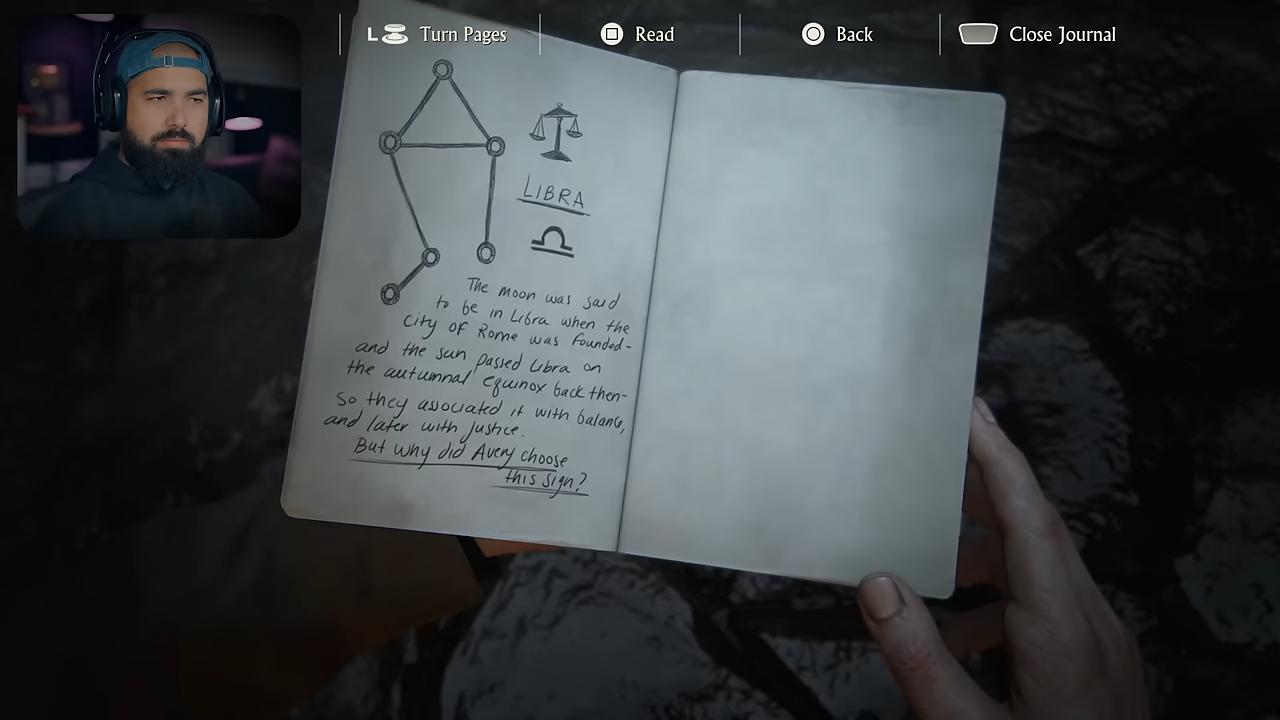 L Turn Pages
Read
Back
Close Journal
LIBRA
The moon was said
to be in Libra when the
city of Rome was founded-
and the sun passed Libra on
the autumnal equinox back then-
so they associated it with balance,
and later with justice.
But why did Avery choose
this sign?